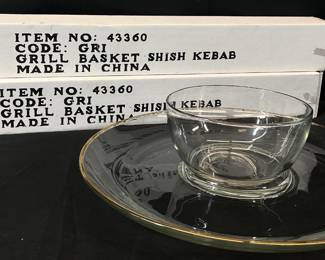 ITEM NO: 43360
CODE: GRI
GRILL BASKET SHISH KEBAB
MADE IN CHINA
ITEM NO: 43360
CODE: GRI
GRILL BASKET SHISH KEBAB
MADE IN CHINA